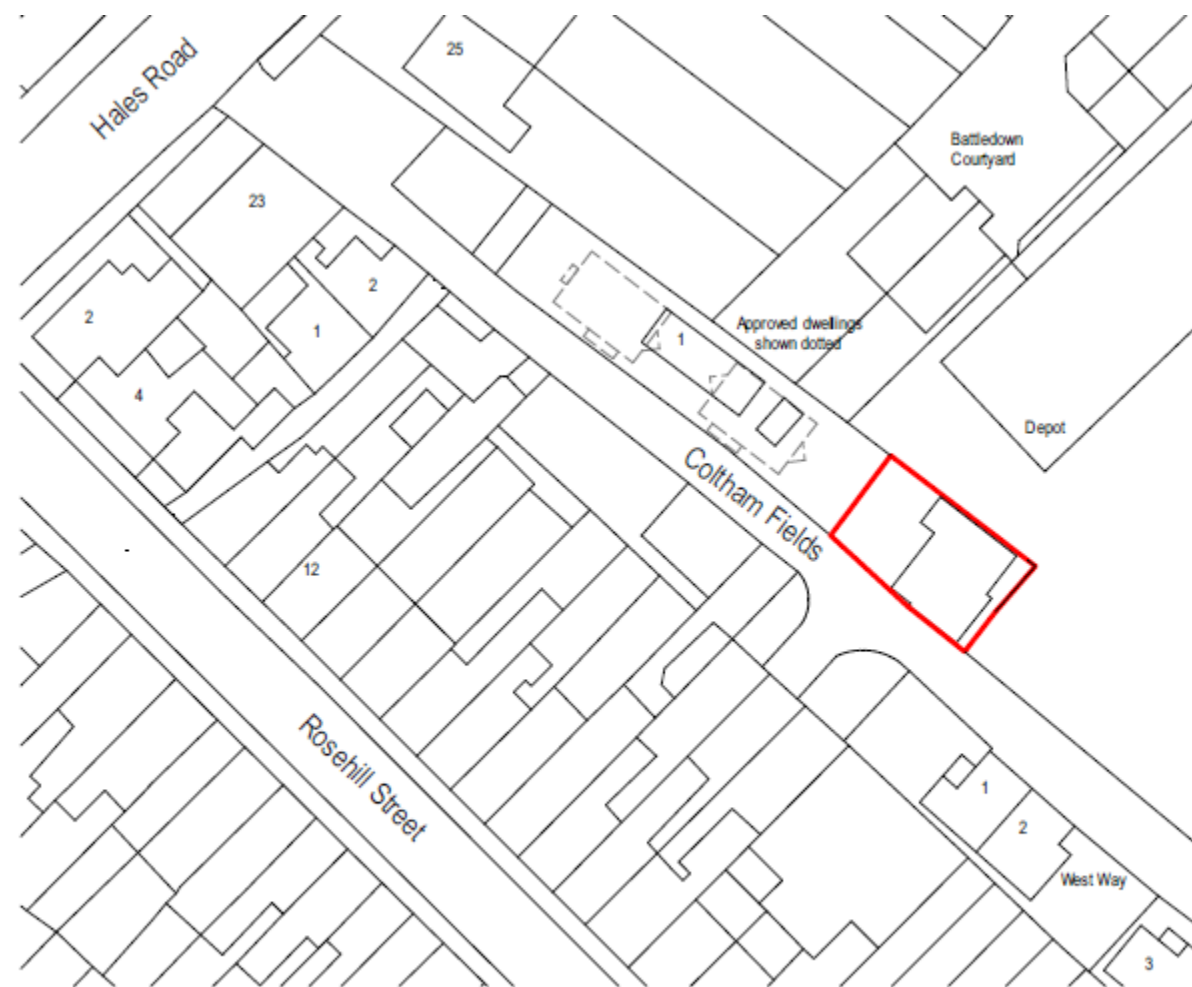 Hales Road
25
Battledown
Courtyard
23
2
2
1
1
Approved dwellings
shown dotted
4
Depot
Coltham Fields
12
Rosehill Street
1
2
West Way
3